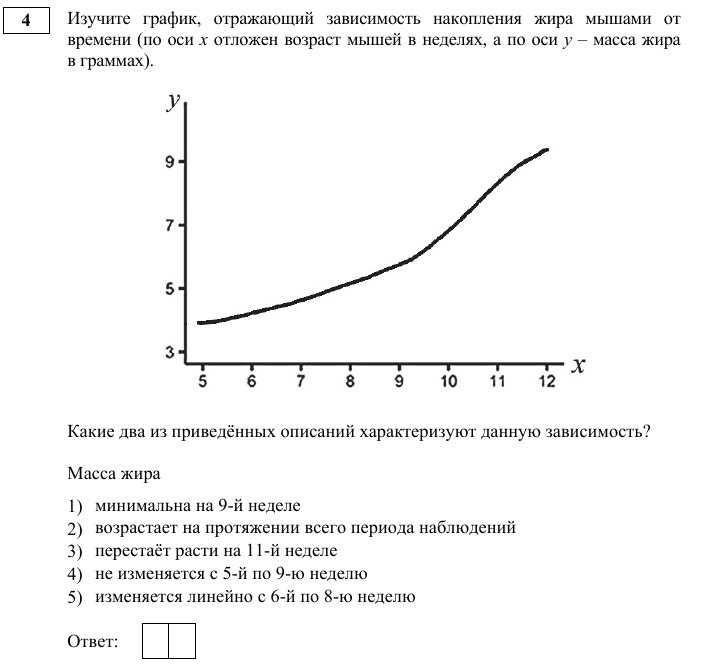 4
Изучите график, отражающий зависимость накопления жира мышами от
времени (по оси x отложен возраст мышей в неделях, а по оси y – масса жира
в граммах).
y
9
7
5
3
x
5 6 7 8 9 10 11 12
Какие два из приведённых описаний характеризуют данную зависимость?
Масса жира
1) минимальна на 9-й неделе
2) возрастает на протяжении всего периода наблюдений
3) перестаёт расти на 11-й неделе
4) не изменяется с 5-й по 9-ю неделю
5) изменяется линейно с 6-й по 8-ю неделю
Ответ: